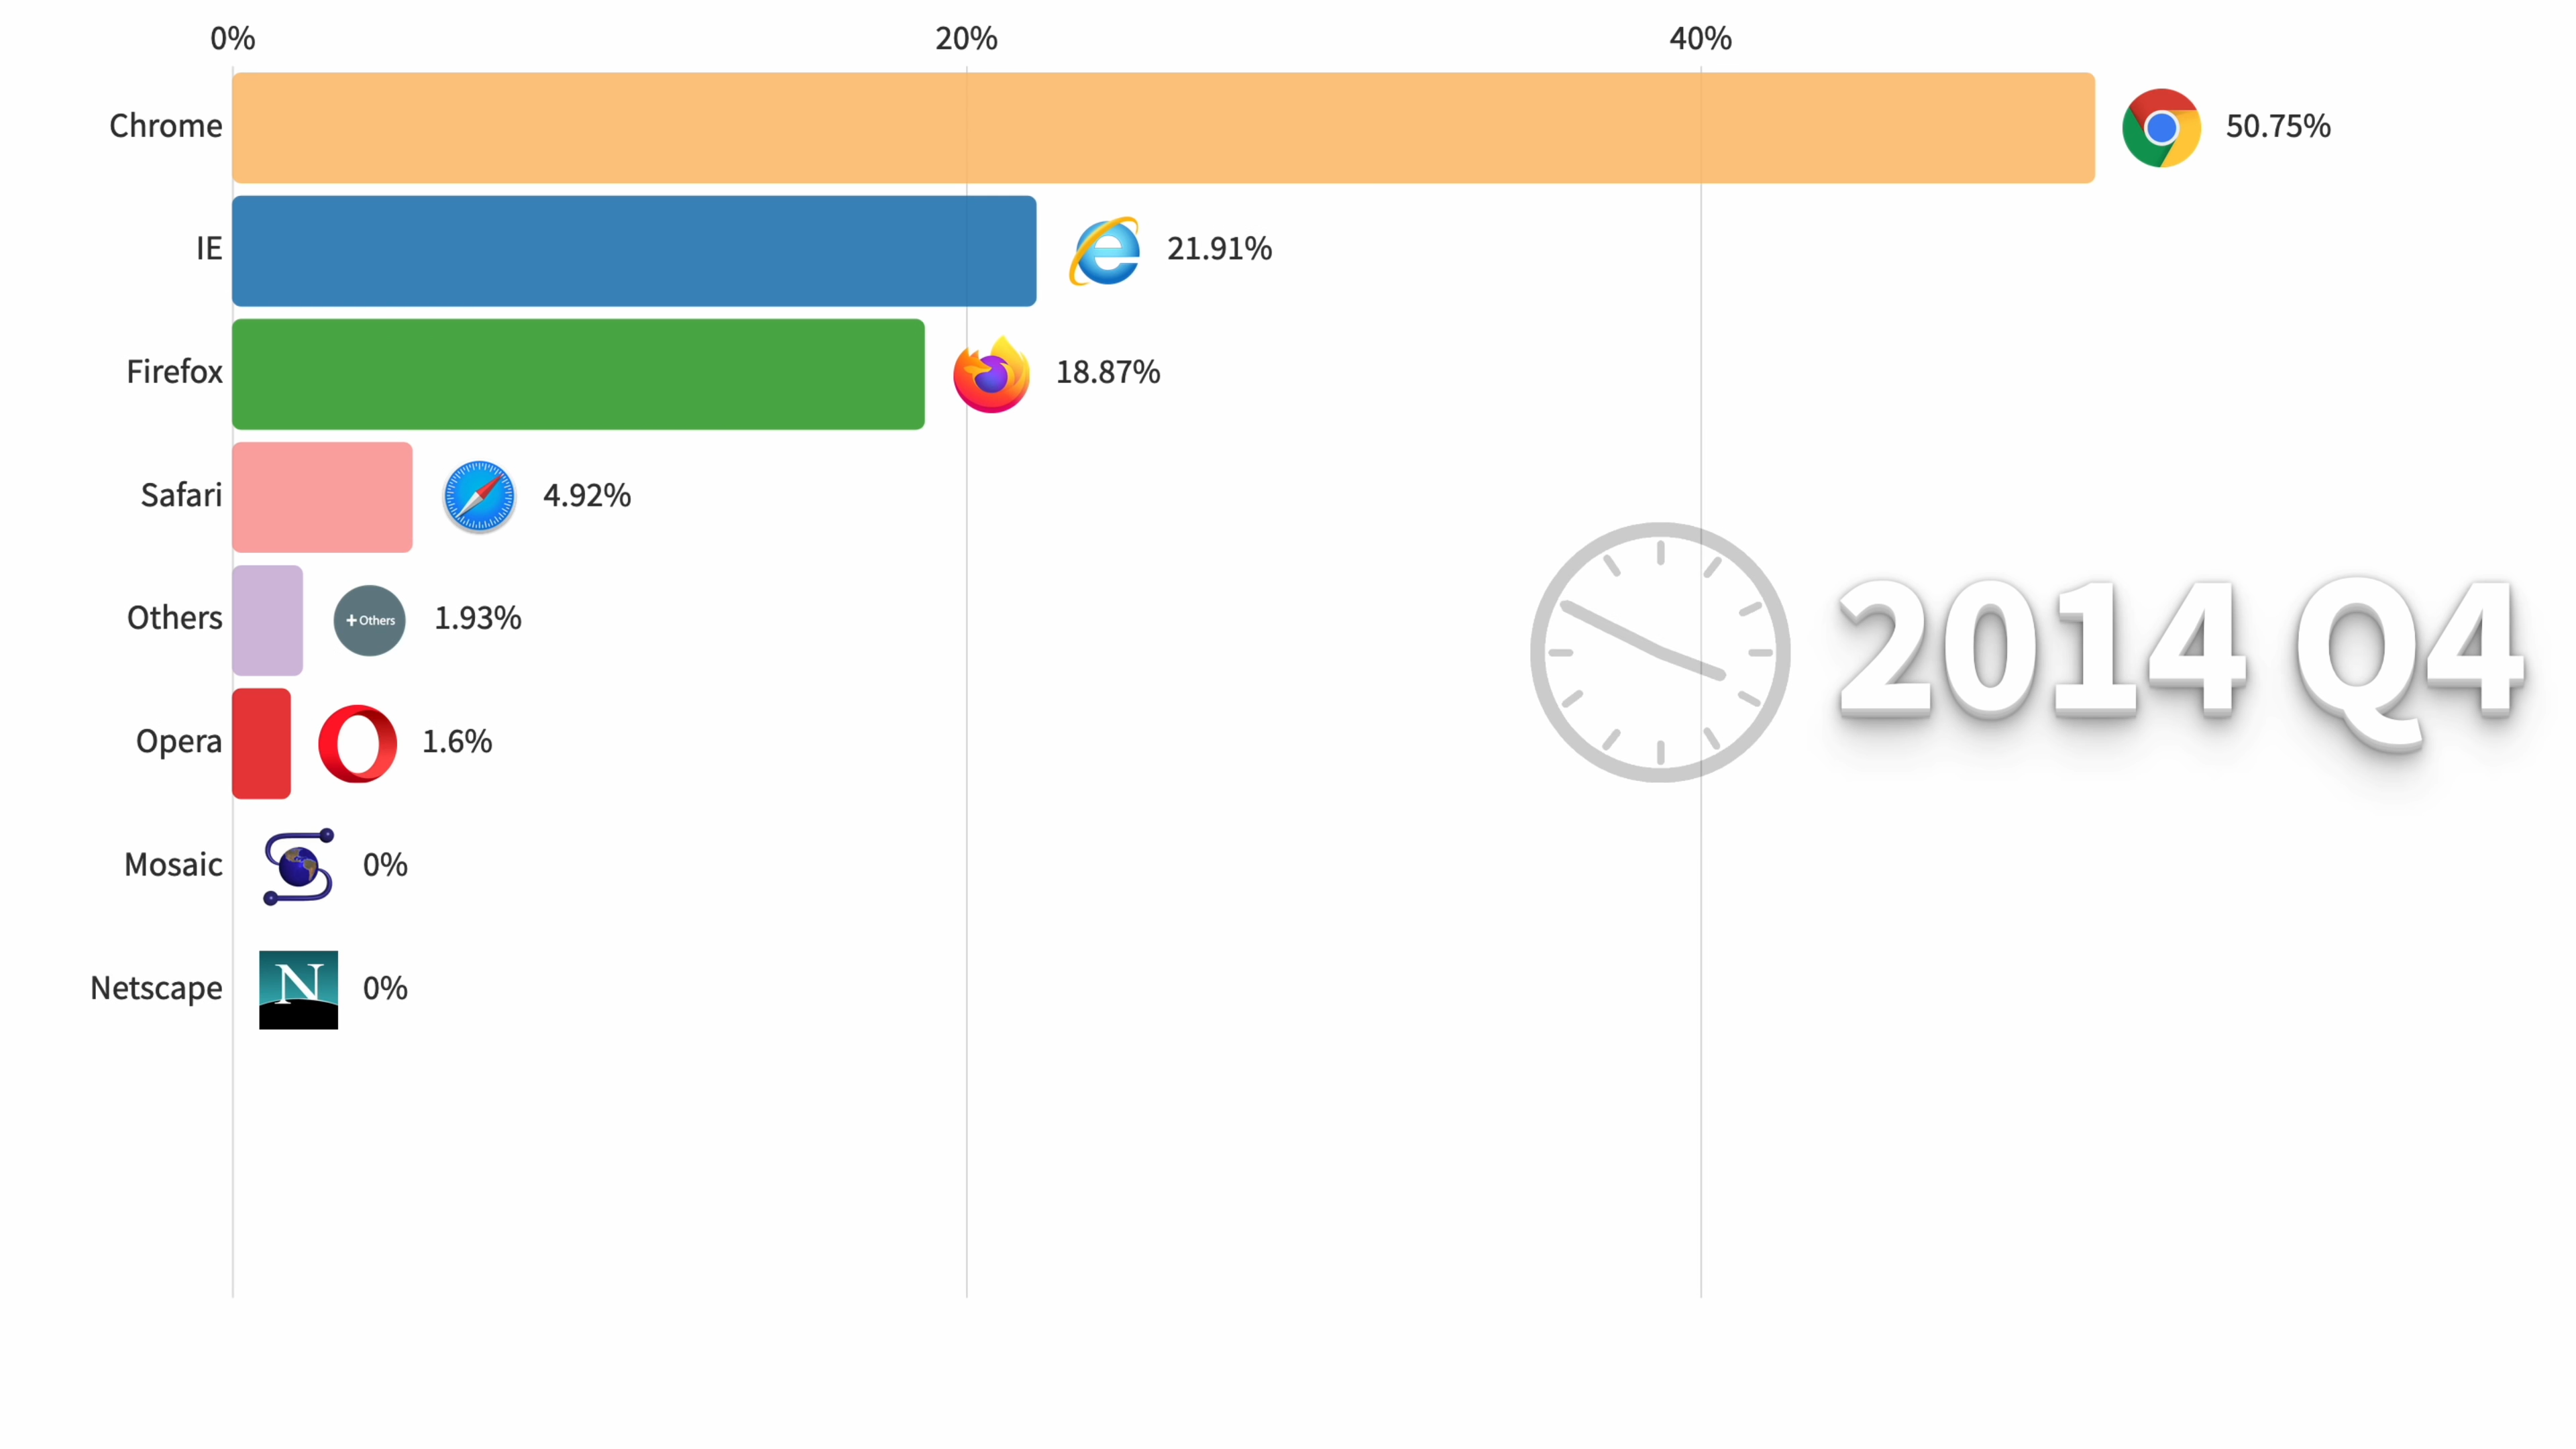 0% 20% 40%
Chrome 50.75%
IE 21.91%
Firefox 18.87%
Safari 4.92%
Others +Others 1.93%
2014 Q4
Opera 1.6%
Mosaic 0%
Netscape N 0%